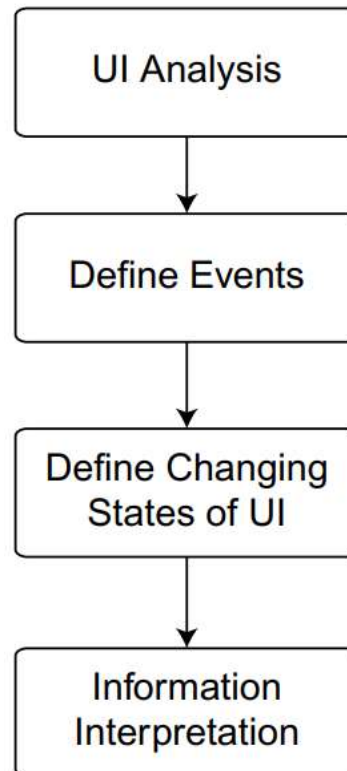 UI Analysis
Define Events
Define Changing
States of UI
Information
Interpretation